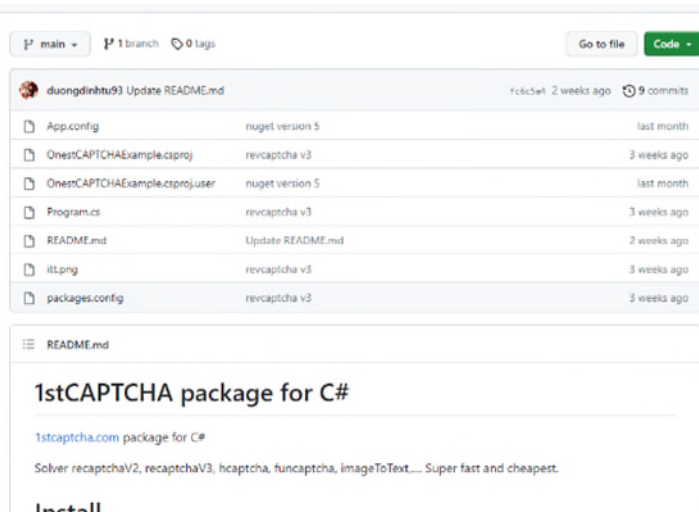 main 1 branch 0 tags Go to file Code
duongdinhtu93 Update README.md 2 weeks ago 9 commits
App.config nuget version 5 last month
OnestCAPTCHAExample.csproj revcaptcha v3 3 weeks ago
OnestCAPTCHAExample.csproj.user nuget version 5 last month
Program.cs revcaptcha v3 3 weeks ago
README.md Update README.md 2 weeks ago
itt.png revcaptcha v3 3 weeks ago
packages.config revcaptcha v3 3 weeks ago
README.md
1stCAPTCHA package for C#
1stcaptcha.com package for C#
Solver recaptchaV2, recaptchaV3, hcaptcha, funcaptcha, imageToText,... Super fast and cheapest.
Install